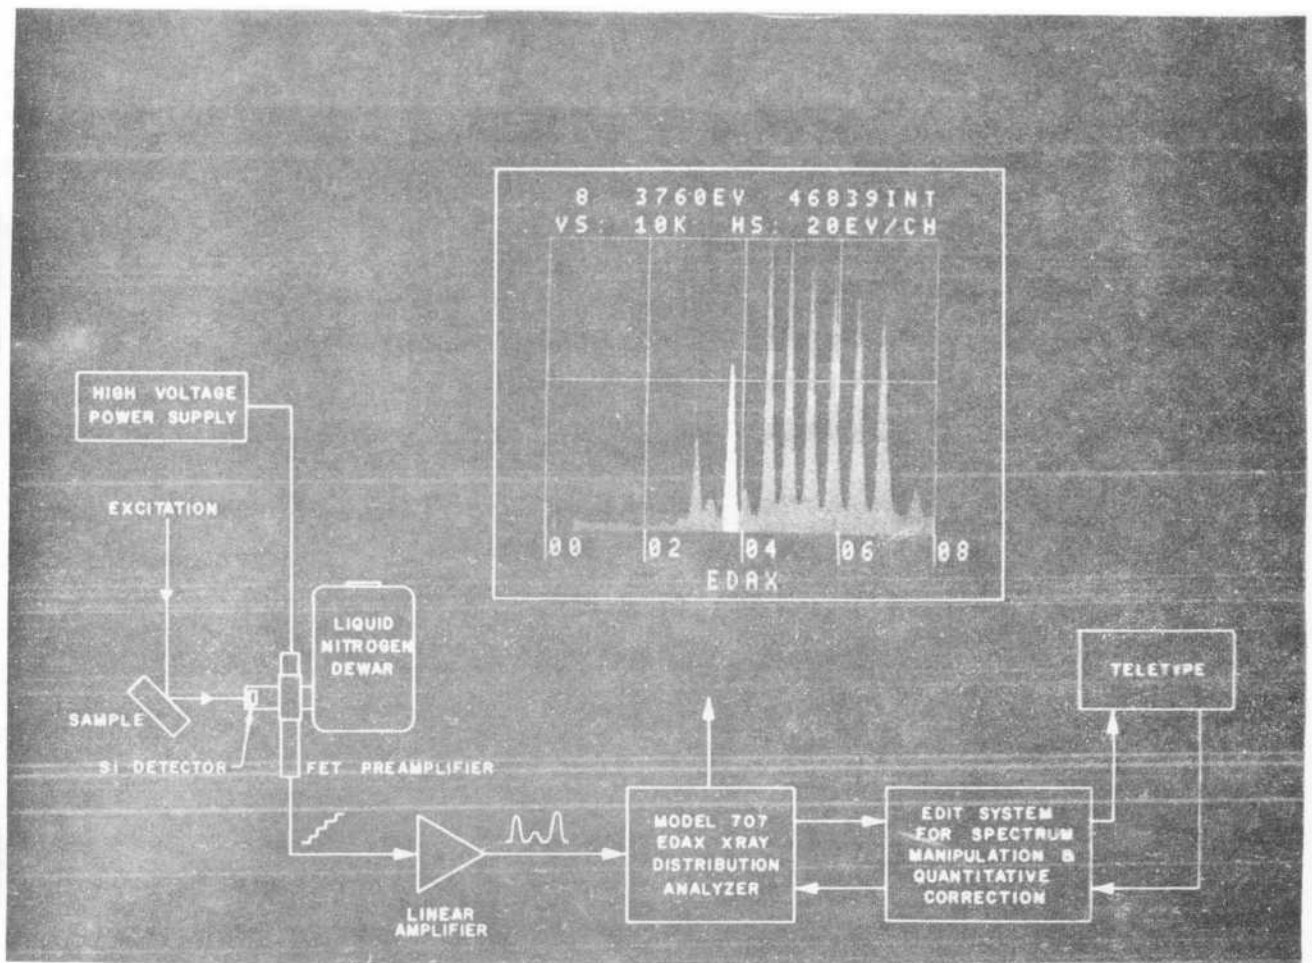 8 3760EV 46839INT
VS: 10K HS: 20EV/CH
00 02 04 06 08
EDAX
HIGH VOLTAGE
POWER SUPPLY
EXCITATION
LIQUID
NITROGEN
DEWAR
SAMPLE
Si DETECTOR
FET PREAMPLIFIER
LINEAR
AMPLIFIER
MODEL 707
EDAX XRAY
DISTRIBUTION
ANALYZER
EDIT SYSTEM
FOR SPECTRUM
MANIPULATION &
QUANTITATIVE
CORRECTION
TELETYPE